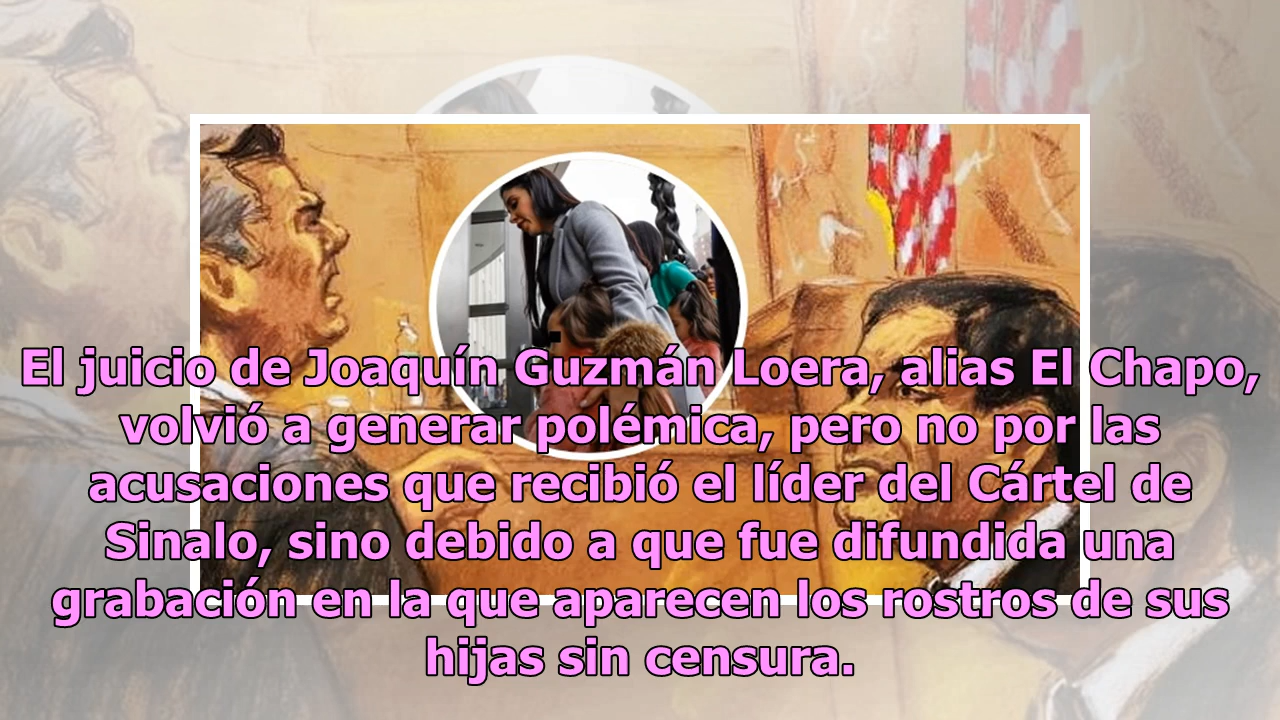 El juicio de Joaquín Guzmán Loera, alias El Chapo,
volvió a generar polémica, pero no por las
acusaciones que recibió el líder del Cártel de
Sinalo, sino debido a que fue difundida una
grabación en la que aparecen los rostros de sus
hijas sin censura.